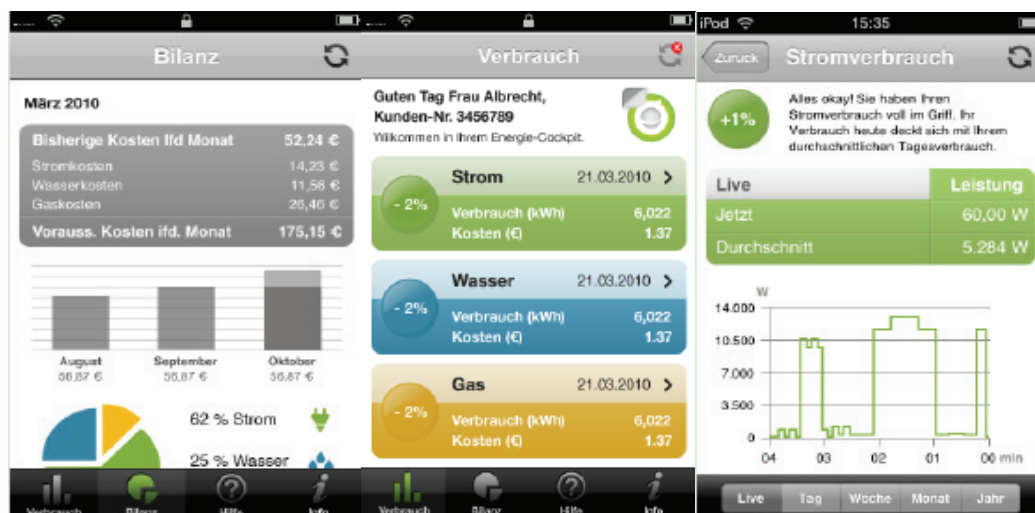 Bilanz
März 2010
Bisherige Kosten lfd Monat 52,24 €
Stromkosten 14,23 €
Wasserkosten 11,56 €
Gaskosten 26,46 €
Vorauss. Kosten lfd. Monat 175,15 €
August September Oktober
56,87 € 56,87 € 56,87 €
62 % Strom
25 % Wasser
Verbrauch Bilanz Hilfe Info
Verbrauch
Guten Tag Frau Albrecht,
Kunden-Nr. 3456789
Willkommen in Ihrem Energie-Cockpit.
Strom 21.03.2010
- 2%
Verbrauch (kWh) 6,022
Kosten (€) 1.37
Wasser 21.03.2010
- 2%
Verbrauch (kWh) 6,022
Kosten (€) 1.37
Gas 21.03.2010
- 2%
Verbrauch (kWh) 6,022
Kosten (€) 1.37
Verbrauch Bilanz Hilfe Info
iPod 15:35
Zurück Stromverbrauch
+1%
Alles okay! Sie haben Ihren
Stromverbrauch voll im Griff. Ihr
Verbrauch heute deckt sich mit Ihrem
durchschnittlichen Tagesverbrauch.
Live Leistung
Jetzt 60,00 W
Durchschnitt 5.284 W
W
14.000
10.500
7.000
3.500
0
04 03 02 01 00 min
Live Tag Woche Monat Jahr